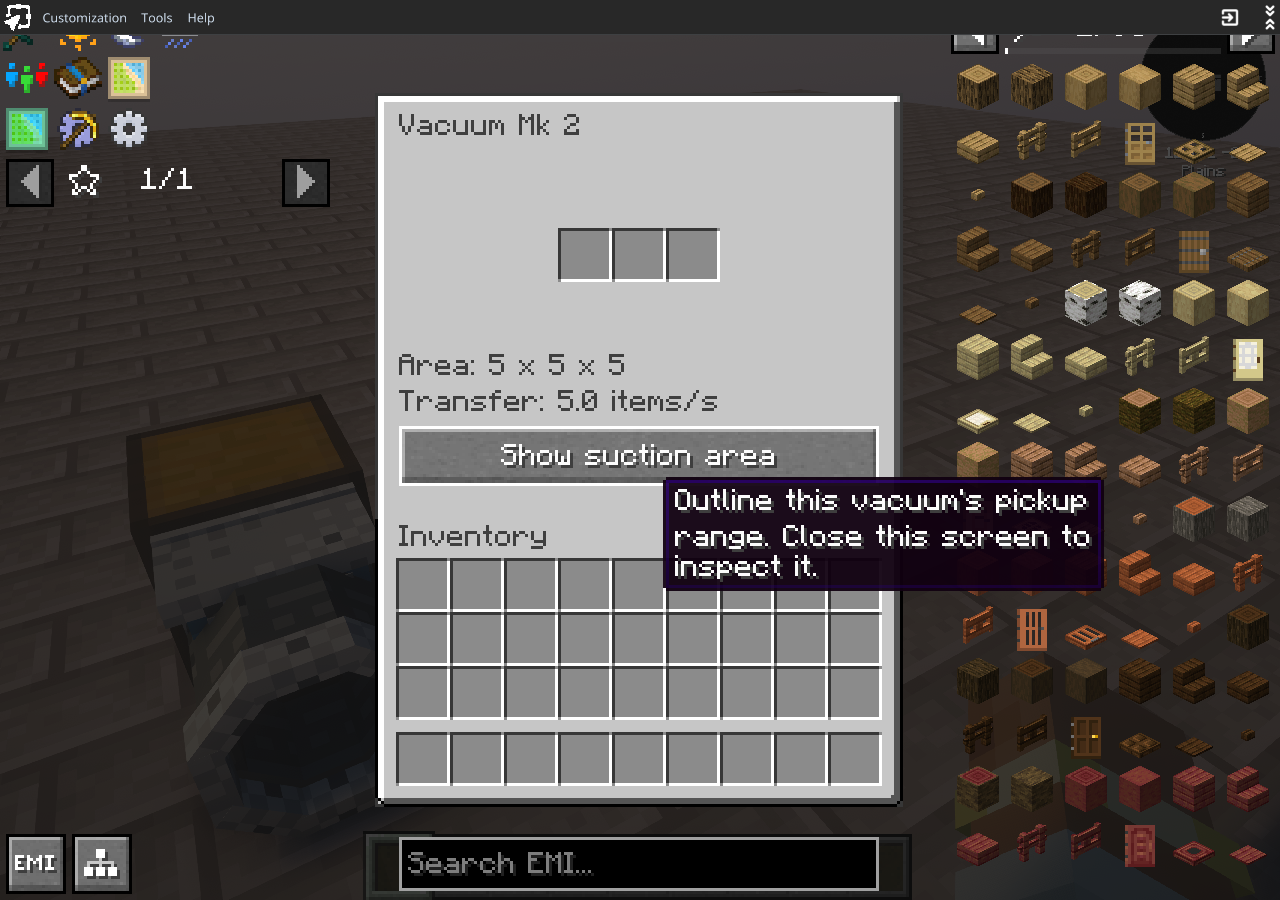 Customization Tools Help
1/1
Vacuum Mk 2
Area: 5 x 5 x 5
Transfer: 5.0 items/s
Show suction area
Outline this vacuum's pickup
range. Close this screen to
inspect it.
Inventory
Plains
EMI
Search EMI...